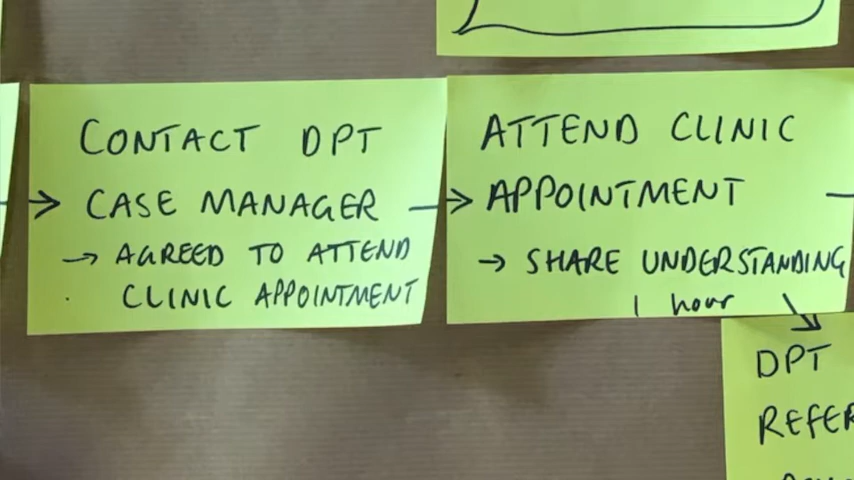 CONTACT DPT
CASE MANAGER
→ AGREED TO ATTEND
CLINIC APPOINTMENT
ATTEND CLINIC
APPOINTMENT
→ SHARE UNDERSTANDING
1 hour
DPT